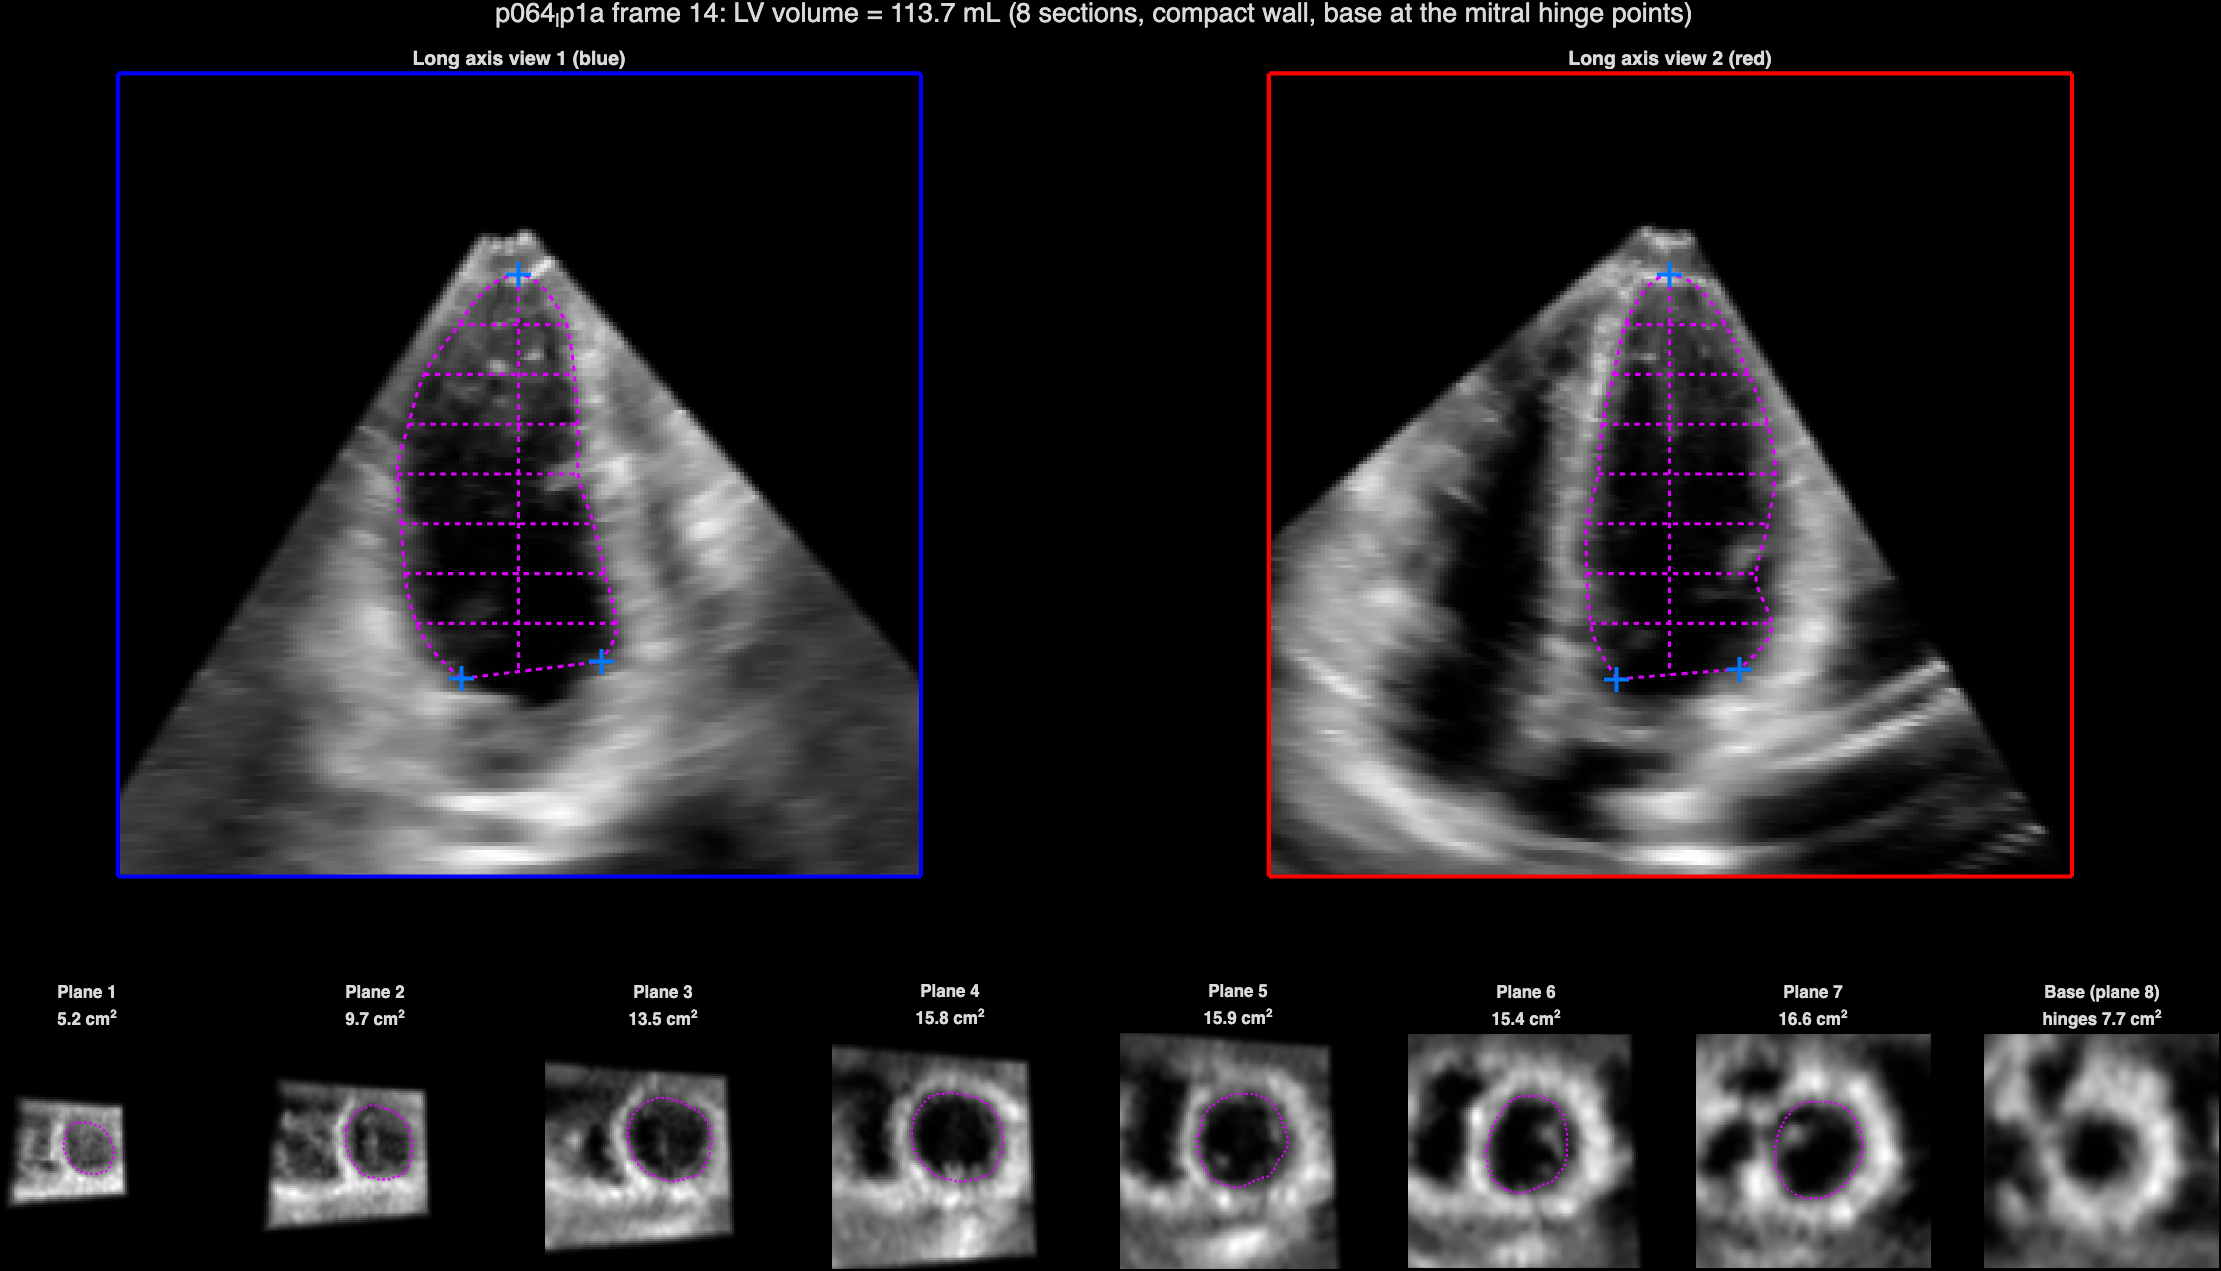 p064ₗp1a frame 14: LV volume = 113.7 mL (8 sections, compact wall, base at the mitral hinge points)
Long axis view 1 (blue)
Long axis view 2 (red)
Plane 1
5.2 cm²
Plane 2
9.7 cm²
Plane 3
13.5 cm²
Plane 4
15.8 cm²
Plane 5
15.9 cm²
Plane 6
15.4 cm²
Plane 7
16.6 cm²
Base (plane 8)
hinges 7.7 cm²